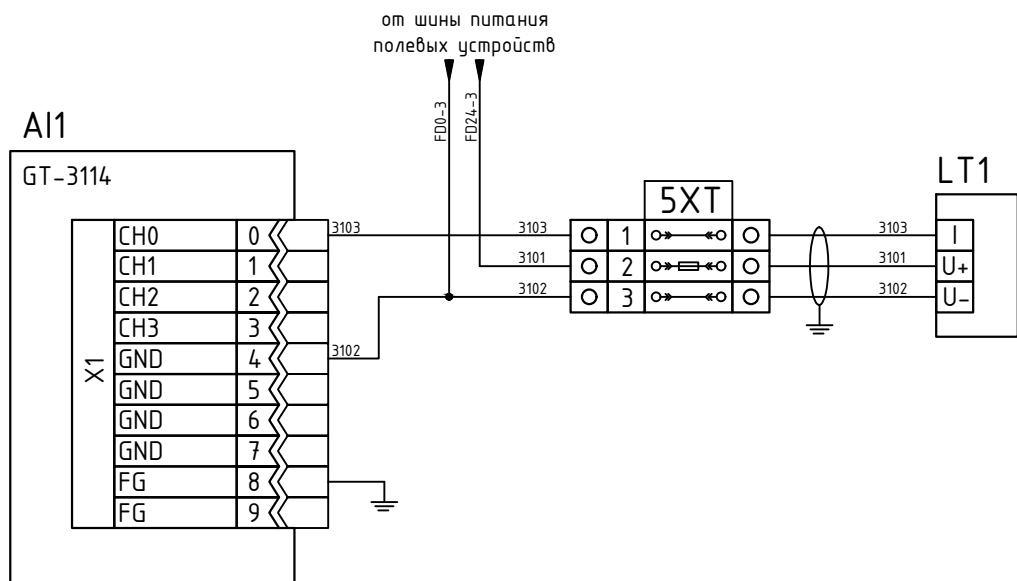 от шины питания
полевых устройств
FD0-3
FD24-3
AI1
GT-3114
X1
CH0 0 3103
CH1 1
CH2 2
CH3 3
GND 4 3102
GND 5
GND 6
GND 7
FG 8
FG 9
5XT
3103 1 3103
3101 2 3101
3102 3 3102
LT1
I
U+
U-